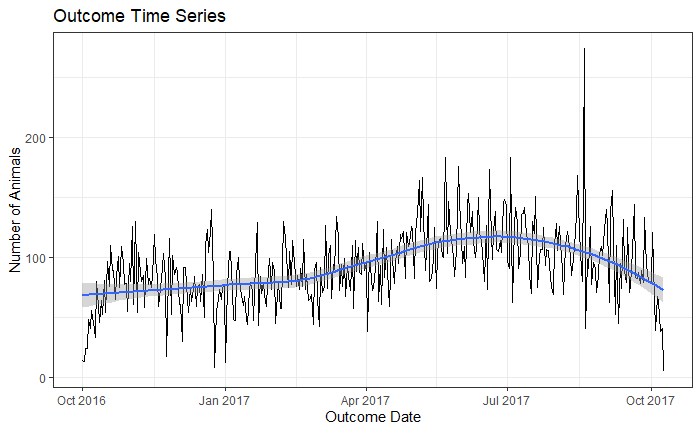 Outcome Time Series
Number of Animals
200
100
0
Oct 2016
Jan 2017
Apr 2017
Jul 2017
Oct 2017
Outcome Date